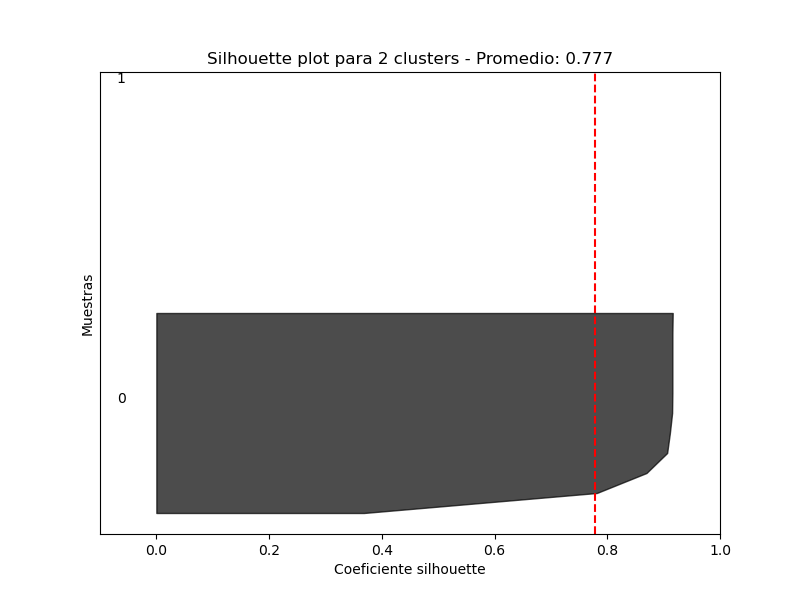 Silhouette plot para 2 clusters - Promedio: 0.777
1
0
Muestras
0.0 0.2 0.4 0.6 0.8 1.0
Coeficiente silhouette